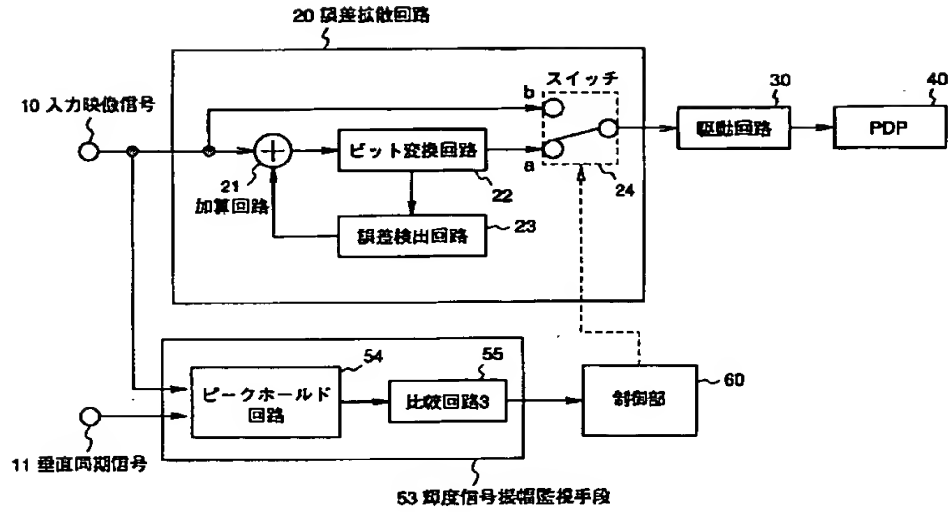 20 誤差拡散回路
スイッチ
10 入力映像信号
b
30
40
駆動回路
PDP
ビット変換回路
a
21
加算回路
22
24
誤差検出回路
23
54
55
60
ピークホールド
回路
比較回路3
制御部
11 垂直同期信号
53 輝度信号振幅監視手段